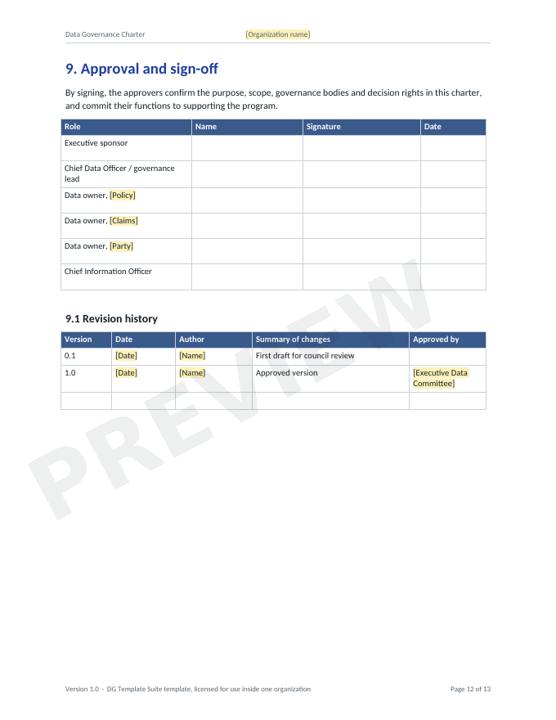 Data Governance Charter [Organization name]
9. Approval and sign-off
By signing, the approvers confirm the purpose, scope, governance bodies and decision rights in this charter,
and commit their functions to supporting the program.
Role Name Signature Date
Executive sponsor
Chief Data Officer / governance
lead
Data owner, [Policy]
Data owner, [Claims]
Data owner, [Party]
Chief Information Officer
9.1 Revision history
Version Date Author Summary of changes Approved by
0.1 [Date] [Name] First draft for council review
1.0 [Date] [Name] Approved version [Executive Data
Committee]
PREVIEW
Version 1.0 - DG Template Suite template, licensed for use inside one organization Page 12 of 13